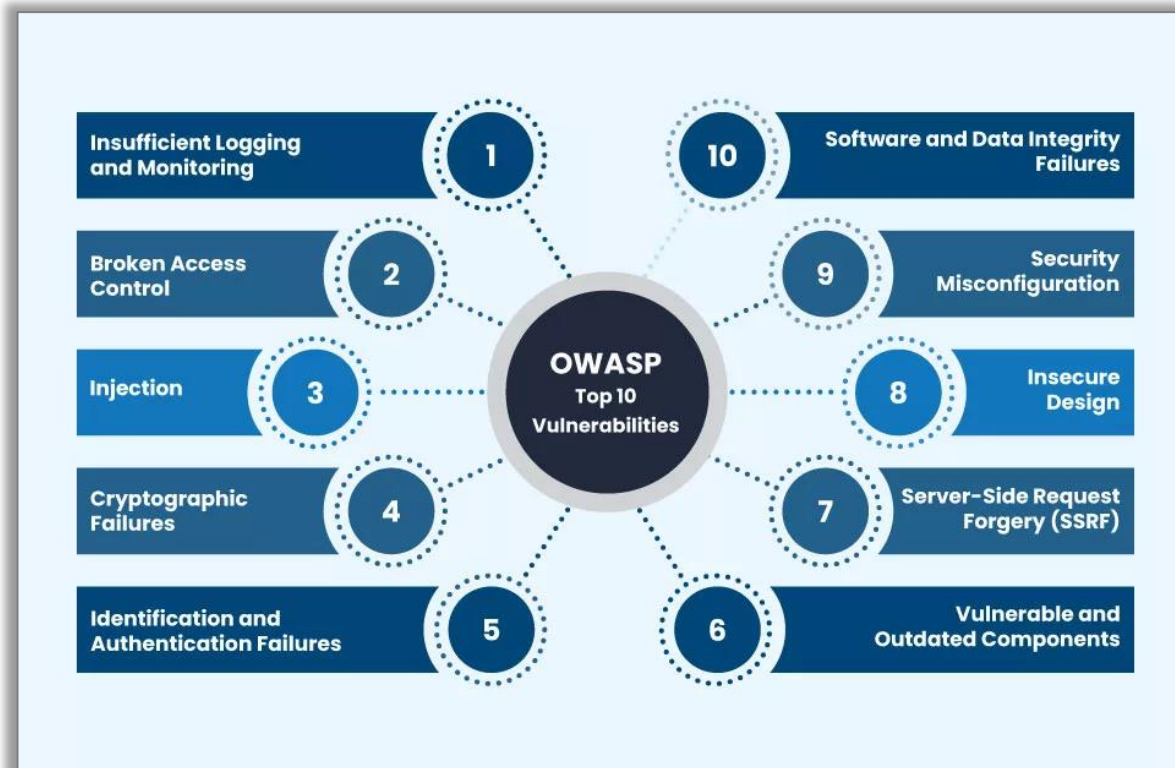 Insufficient Logging
and Monitoring
1
Broken Access
Control
2
Injection
3
Cryptographic
Failures
4
Identification and
Authentication Failures
5
OWASP
Top 10
Vulnerabilities
10
Software and Data Integrity
Failures
9
Security
Misconfiguration
8
Insecure
Design
7
Server-Side Request
Forgery (SSRF)
6
Vulnerable and
Outdated Components